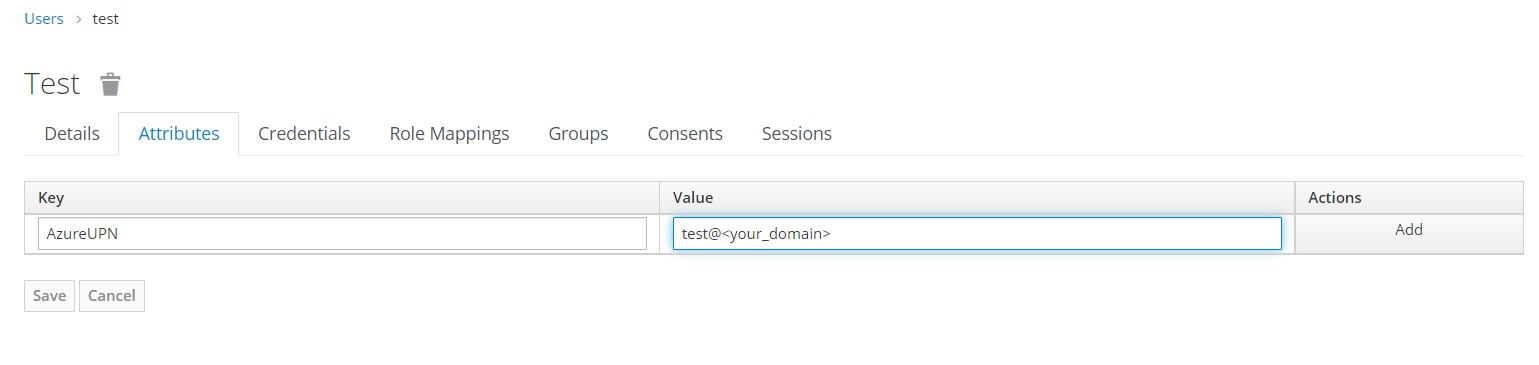 Users › test
Test
Details Attributes Credentials Role Mappings Groups Consents Sessions
Key Value Actions
AzureUPN test@<your_domain> Add
Save Cancel